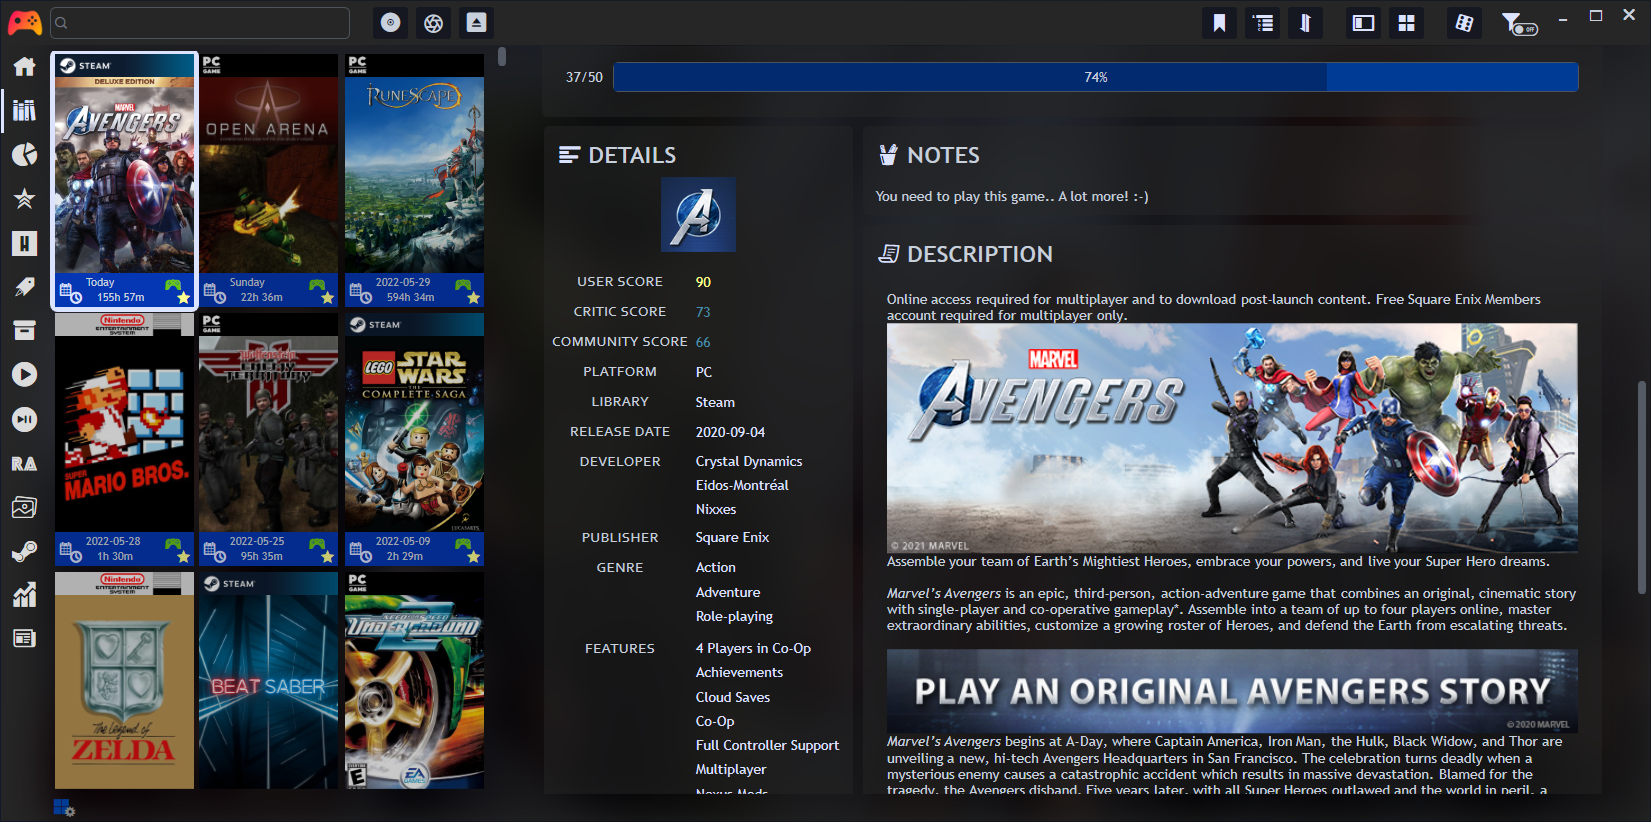 OFF
STEAM
DELUXE EDITION
MARVEL
AVENGERS
Today
155h 57m
PC
GAME
OPEN ARENA
Sunday
22h 36m
PC
GAME
RUNESCAPE
2022-05-29
594h 34m
Nintendo
ENTERTAINMENT
SYSTEM
SUPER
MARIO BROS.
2022-05-28
1h 30m
PC
GAME
Wolfenstein
ENEMY
TERRITORY
2022-05-25
95h 35m
STEAM
LEGO STAR
WARS
THE
COMPLETE SAGA
LUCASARTS
2022-05-09
2h 29m
Nintendo
ENTERTAINMENT
SYSTEM
The Legend of
ZELDA
STEAM
BEAT SABER
PC
GAME
NEED FOR SPEED
UNDERGROUND 2
EVERYONE
E
EA
GAMES
H
RA
37/50
74%
DETAILS
USER SCORE 90
CRITIC SCORE 73
COMMUNITY SCORE 66
PLATFORM PC
LIBRARY Steam
RELEASE DATE 2020-09-04
DEVELOPER Crystal Dynamics
Eidos-Montréal
Nixxes
PUBLISHER Square Enix
GENRE Action
Adventure
Role-playing
FEATURES 4 Players in Co-Op
Achievements
Cloud Saves
Co-Op
Full Controller Support
Multiplayer
Nexus Mods
NOTES
You need to play this game.. A lot more! :-)
DESCRIPTION
Online access required for multiplayer and to download post-launch content. Free Square Enix Members
account required for multiplayer only.
MARVEL
AVENGERS
© 2021 MARVEL
Assemble your team of Earth’s Mightiest Heroes, embrace your powers, and live your Super Hero dreams.
Marvel’s Avengers is an epic, third-person, action-adventure game that combines an original, cinematic story
with single-player and co-operative gameplay*. Assemble into a team of up to four players online, master
extraordinary abilities, customize a growing roster of Heroes, and defend the Earth from escalating threats.
PLAY AN ORIGINAL AVENGERS STORY
© 2020 MARVEL
Marvel’s Avengers begins at A-Day, where Captain America, Iron Man, the Hulk, Black Widow, and Thor are
unveiling a new, hi-tech Avengers Headquarters in San Francisco. The celebration turns deadly when a
mysterious enemy causes a catastrophic accident which results in massive devastation. Blamed for the
tragedy, the Avengers disband. Five years later, with all Super Heroes outlawed and the world in peril, a